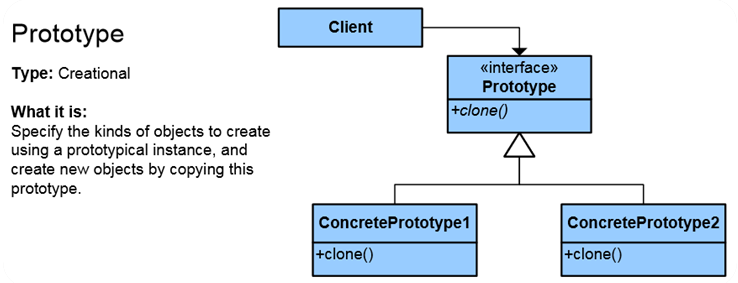 Prototype
Type: Creational
What it is:
Specify the kinds of objects to create
using a prototypical instance, and
create new objects by copying this
prototype.
Client
«interface»
Prototype
+clone()
ConcretePrototype1
+clone()
ConcretePrototype2
+clone()